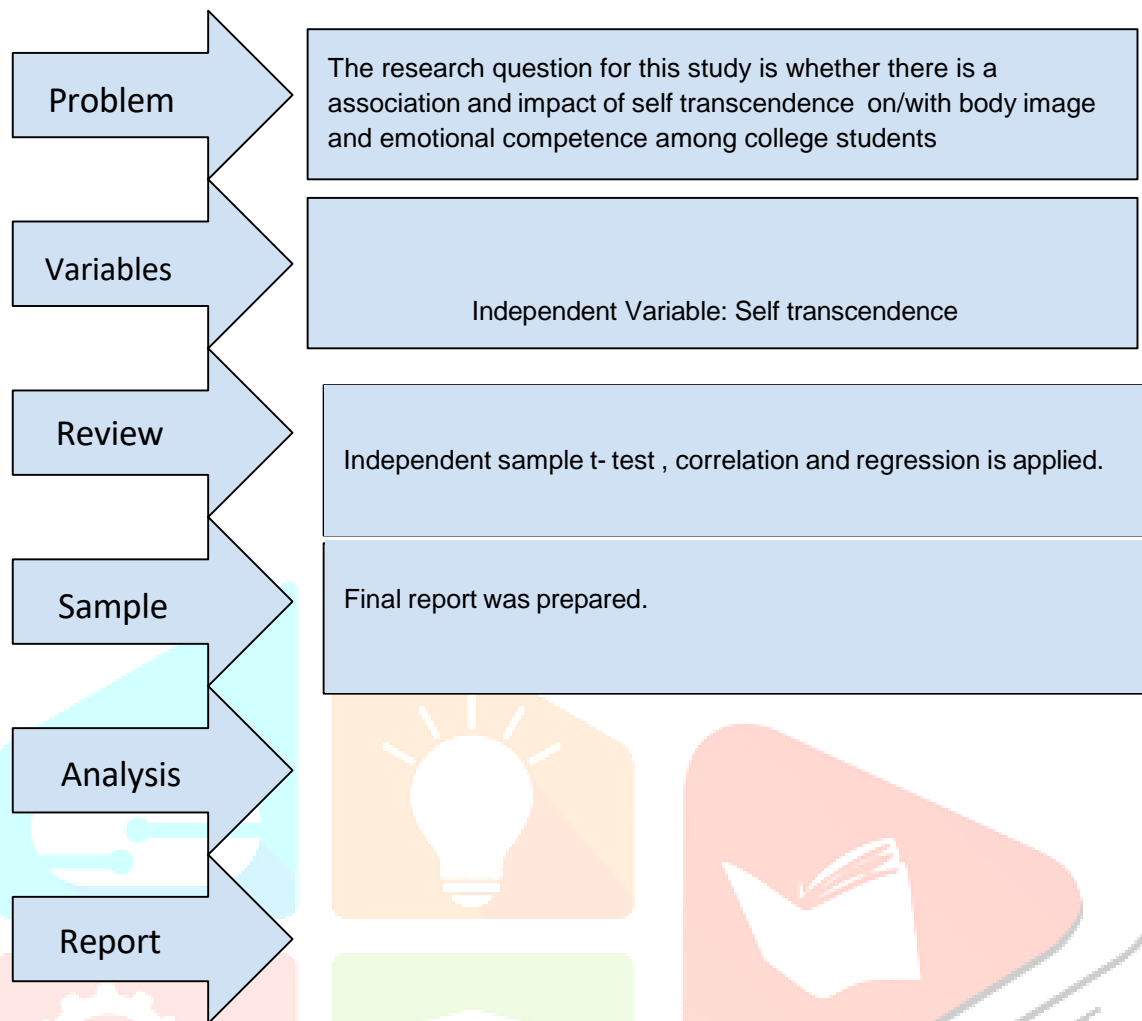 Problem
The research question for this study is whether there is a
association and impact of self transcendence on/with body image
and emotional competence among college students
Variables
Independent Variable: Self transcendence
Review
Independent sample t- test , correlation and regression is applied.
Sample
Final report was prepared.
Analysis
Report